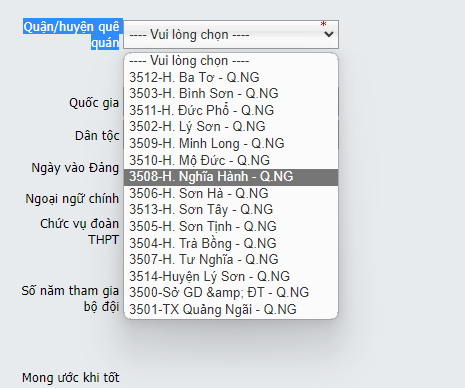 Quận/huyện quê
quán
*
---- Vui lòng chọn ----
---- Vui lòng chọn ----
3512-H. Ba Tơ - Q.NG
3503-H. Bình Sơn - Q.NG
3511-H. Đức Phổ - Q.NG
3502-H. Lý Sơn - Q.NG
3509-H. Minh Long - Q.NG
3510-H. Mộ Đức - Q.NG
3508-H. Nghĩa Hành - Q.NG
3506-H. Sơn Hà - Q.NG
3513-H. Sơn Tây - Q.NG
3505-H. Sơn Tịnh - Q.NG
3504-H. Trà Bồng - Q.NG
3507-H. Tư Nghĩa - Q.NG
3514-Huyện Lý Sơn - Q.NG
3500-Sở GD &amp; ĐT - Q.NG
3501-TX Quảng Ngãi - Q.NG
Quốc gia
Dân tộc
Ngày vào Đảng
Ngoại ngữ chính
Chức vụ đoàn
THPT
Số năm tham gia
bộ đội
Mong ước khi tốt